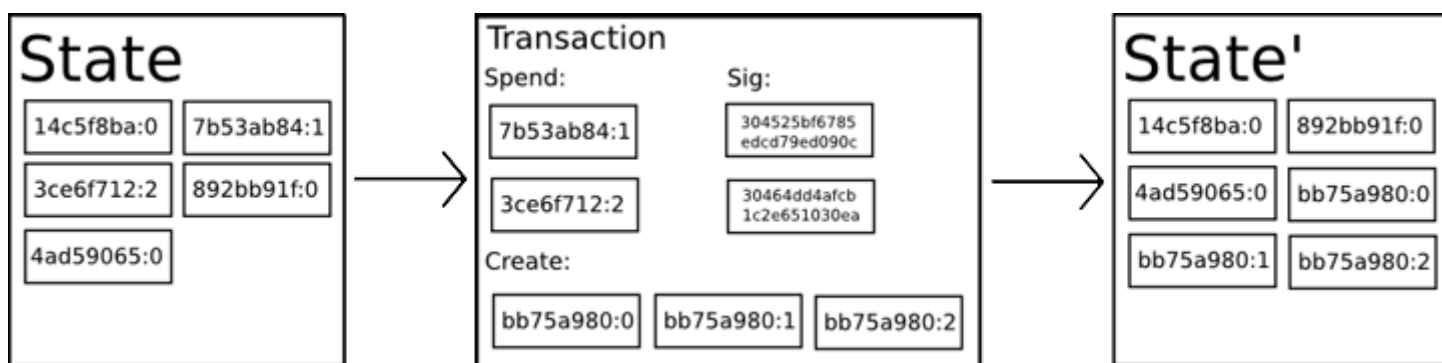 State
14c5f8ba:0 7b53ab84:1
3ce6f712:2 892bb91f:0
4ad59065:0
Transaction
Spend: Sig:
7b53ab84:1
304525bf6785
edcd79ed090c
3ce6f712:2
30464dd4afcb
1c2e651030ea
Create:
bb75a980:0 bb75a980:1 bb75a980:2
State'
14c5f8ba:0 892bb91f:0
4ad59065:0 bb75a980:0
bb75a980:1 bb75a980:2